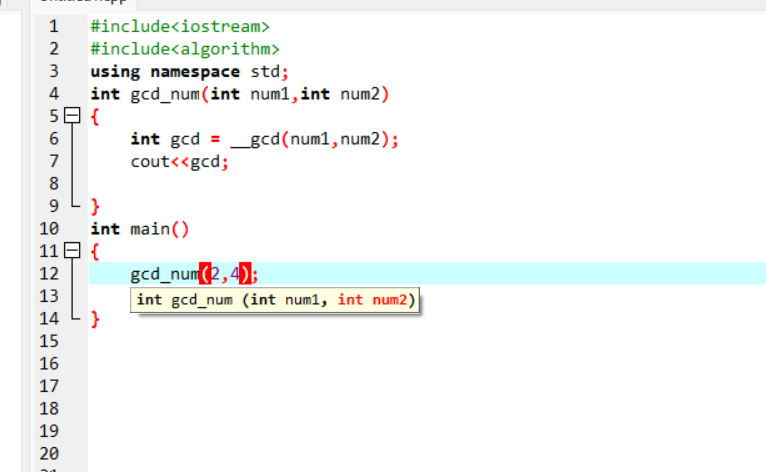 1 #include<iostream>
2 #include<algorithm>
3 using namespace std;
4 int gcd_num(int num1,int num2)
5 {
6 int gcd = __gcd(num1,num2);
7 cout<<gcd;
8
9 }
10 int main()
11 {
12 gcd_num(2,4);
13 int gcd_num (int num1, int num2)
14 }
15
16
17
18
19
20